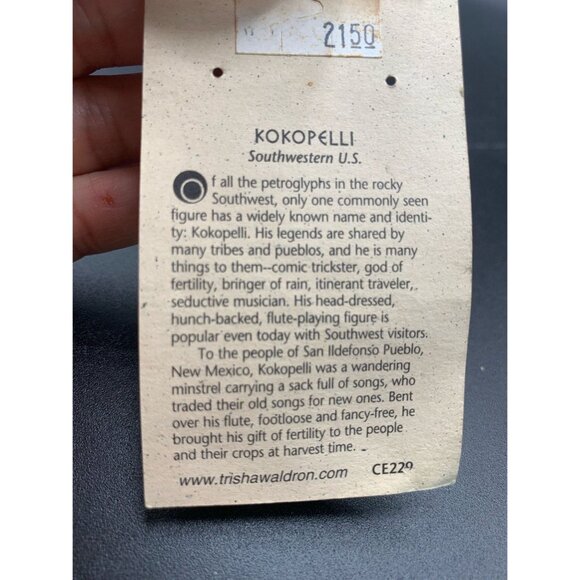 2150
KOKOPELLI
Southwestern U.S.
Of all the petroglyphs in the rocky
Southwest, only one commonly seen
figure has a widely known name and identi-
ty: Kokopelli. His legends are shared by
many tribes and pueblos, and he is many
things to them--comic trickster, god of
fertility, bringer of rain, itinerant traveler,
seductive musician. His head-dressed,
hunch-backed, flute-playing figure is
popular even today with Southwest visitors.
To the people of San Ildefonso Pueblo,
New Mexico, Kokopelli was a wandering
minstrel carrying a sack full of songs, who
traded their old songs for new ones. Bent
over his flute, footloose and fancy-free, he
brought his gift of fertility to the people
and their crops at harvest time.
www.trishawaldron.com CE229